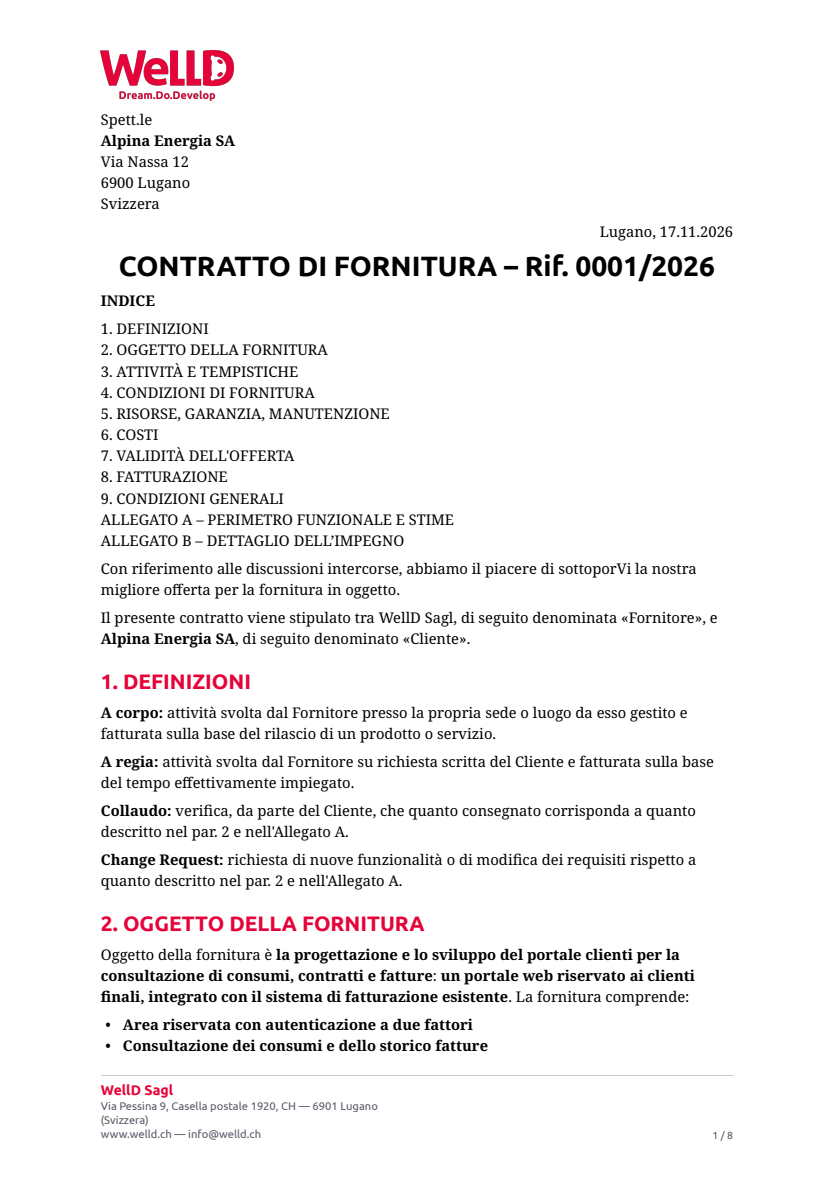 WellD
Dream.Do.Develop
Spett.le
Alpina Energia SA
Via Nassa 12
6900 Lugano
Svizzera
Lugano, 17.11.2026
CONTRATTO DI FORNITURA – Rif. 0001/2026
INDICE
1. DEFINIZIONI
2. OGGETTO DELLA FORNITURA
3. ATTIVITÀ E TEMPISTICHE
4. CONDIZIONI DI FORNITURA
5. RISORSE, GARANZIA, MANUTENZIONE
6. COSTI
7. VALIDITÀ DELL'OFFERTA
8. FATTURAZIONE
9. CONDIZIONI GENERALI
ALLEGATO A – PERIMETRO FUNZIONALE E STIME
ALLEGATO B – DETTAGLIO DELL’IMPEGNO
Con riferimento alle discussioni intercorse, abbiamo il piacere di sottoporVi la nostra
migliore offerta per la fornitura in oggetto.
Il presente contratto viene stipulato tra WellD Sagl, di seguito denominata «Fornitore», e
Alpina Energia SA, di seguito denominato «Cliente».
1. DEFINIZIONI
A corpo: attività svolta dal Fornitore presso la propria sede o luogo da esso gestito e
fatturata sulla base del rilascio di un prodotto o servizio.
A regia: attività svolta dal Fornitore su richiesta scritta del Cliente e fatturata sulla base
del tempo effettivamente impiegato.
Collaudo: verifica, da parte del Cliente, che quanto consegnato corrisponda a quanto
descritto nel par. 2 e nell'Allegato A.
Change Request: richiesta di nuove funzionalità o di modifica dei requisiti rispetto a
quanto descritto nel par. 2 e nell'Allegato A.
2. OGGETTO DELLA FORNITURA
Oggetto della fornitura è la progettazione e lo sviluppo del portale clienti per la
consultazione di consumi, contratti e fatture: un portale web riservato ai clienti
finali, integrato con il sistema di fatturazione esistente. La fornitura comprende:
• Area riservata con autenticazione a due fattori
• Consultazione dei consumi e dello storico fatture
WellD Sagl
Via Pessina 9, Casella postale 1920, CH — 6901 Lugano
(Svizzera)
www.welld.ch — info@welld.ch
1 / 8